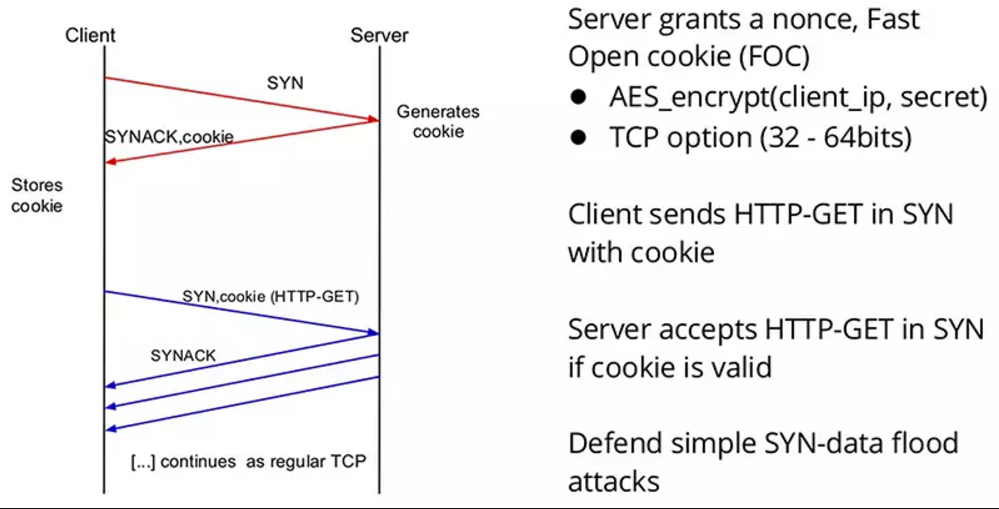 Client
Server
SYN
Generates
cookie
SYNACK,cookie
Stores
cookie
SYN,cookie (HTTP-GET)
SYNACK
[...] continues as regular TCP
Server grants a nonce, Fast
Open cookie (FOC)
● AES_encrypt(client_ip, secret)
● TCP option (32 - 64bits)
Client sends HTTP-GET in SYN
with cookie
Server accepts HTTP-GET in SYN
if cookie is valid
Defend simple SYN-data flood
attacks